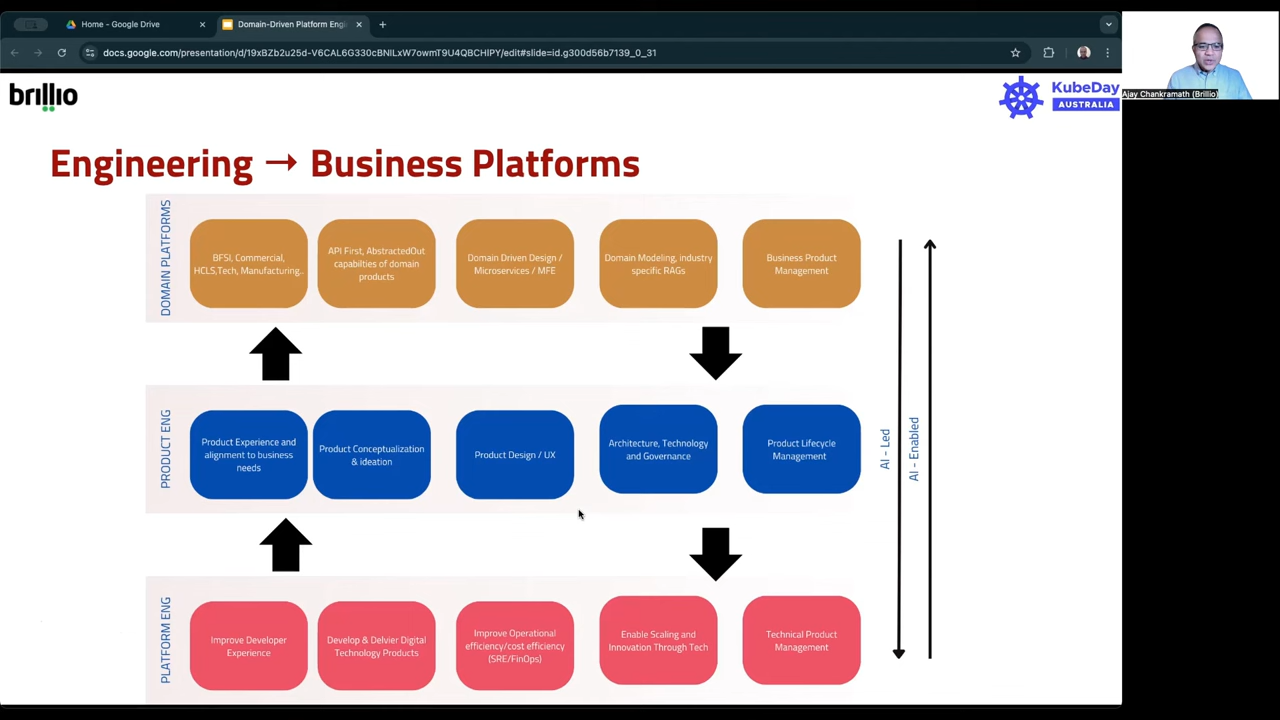 Home - Google Drive
Domain-Driven Platform Engi
docs.google.com/presentation/d/19xBZb2u25d-V6CAL6G330cBNlLxW7owmT9U4QBCHIPY/edit#slide=id.g300d56b7139_0_31
Ajay Chankramath (Brillio)
brillio
KubeDay
AUSTRALIA
Engineering → Business Platforms
DOMAIN PLATFORMS
BFSI, Commercial,
HCLS,Tech, Manufacturing..
API First, AbstractedOut
capabilties of domain
products
Domain Driven Design /
Microservices / MFE
Domain Modeling, industry
specific RAGs
Business Product
Management
PRODUCT ENG
Product Experience and
alignment to business
needs
Product Conceptualization
& ideation
Product Design / UX
Architecture, Technology
and Governance
Product Lifecycle
Management
AI - Led
AI - Enabled
PLATFORM ENG
Improve Developer
Experience
Develop & Delvier Digital
Technology Products
Improve Operational
efficiency/cost efficiency
(SRE/FinOps)
Enable Scaling and
Innovation Through Tech
Technical Product
Management